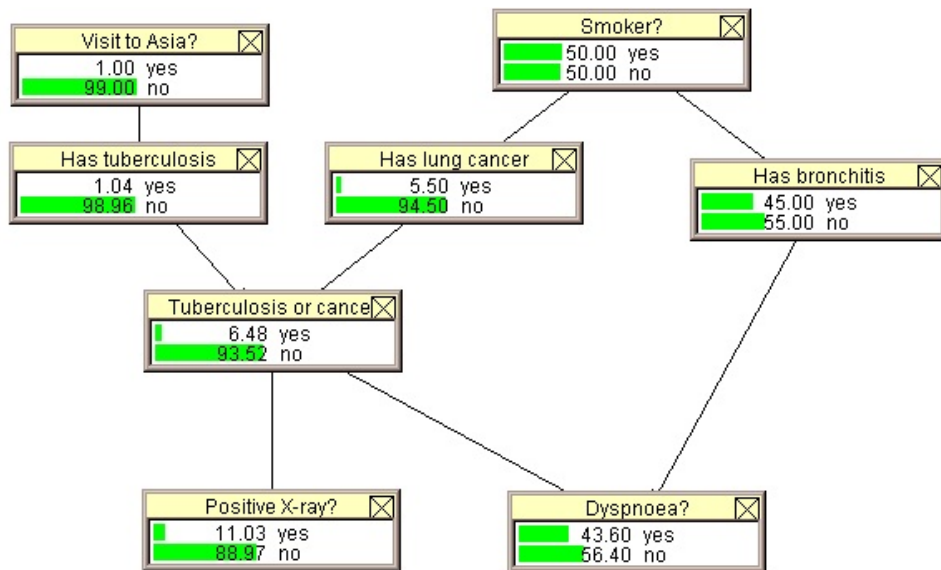 Visit to Asia?
1.00 yes
99.00 no
Smoker?
50.00 yes
50.00 no
Has tuberculosis
1.04 yes
98.96 no
Has lung cancer
5.50 yes
94.50 no
Has bronchitis
45.00 yes
55.00 no
Tuberculosis or cance
6.48 yes
93.52 no
Positive X-ray?
11.03 yes
88.97 no
Dyspnoea?
43.60 yes
56.40 no